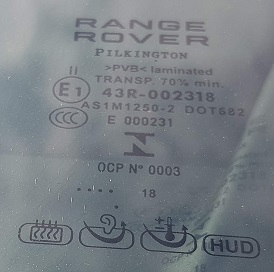 RANGE
ROVER
PILKINGTON
II
>PVB< laminated
TRANSP. 70% min.
E1 43R-002318
AS1M1250-2 DOT682
CCC E 000231
OCP Nº 0003
.... 18
HUD